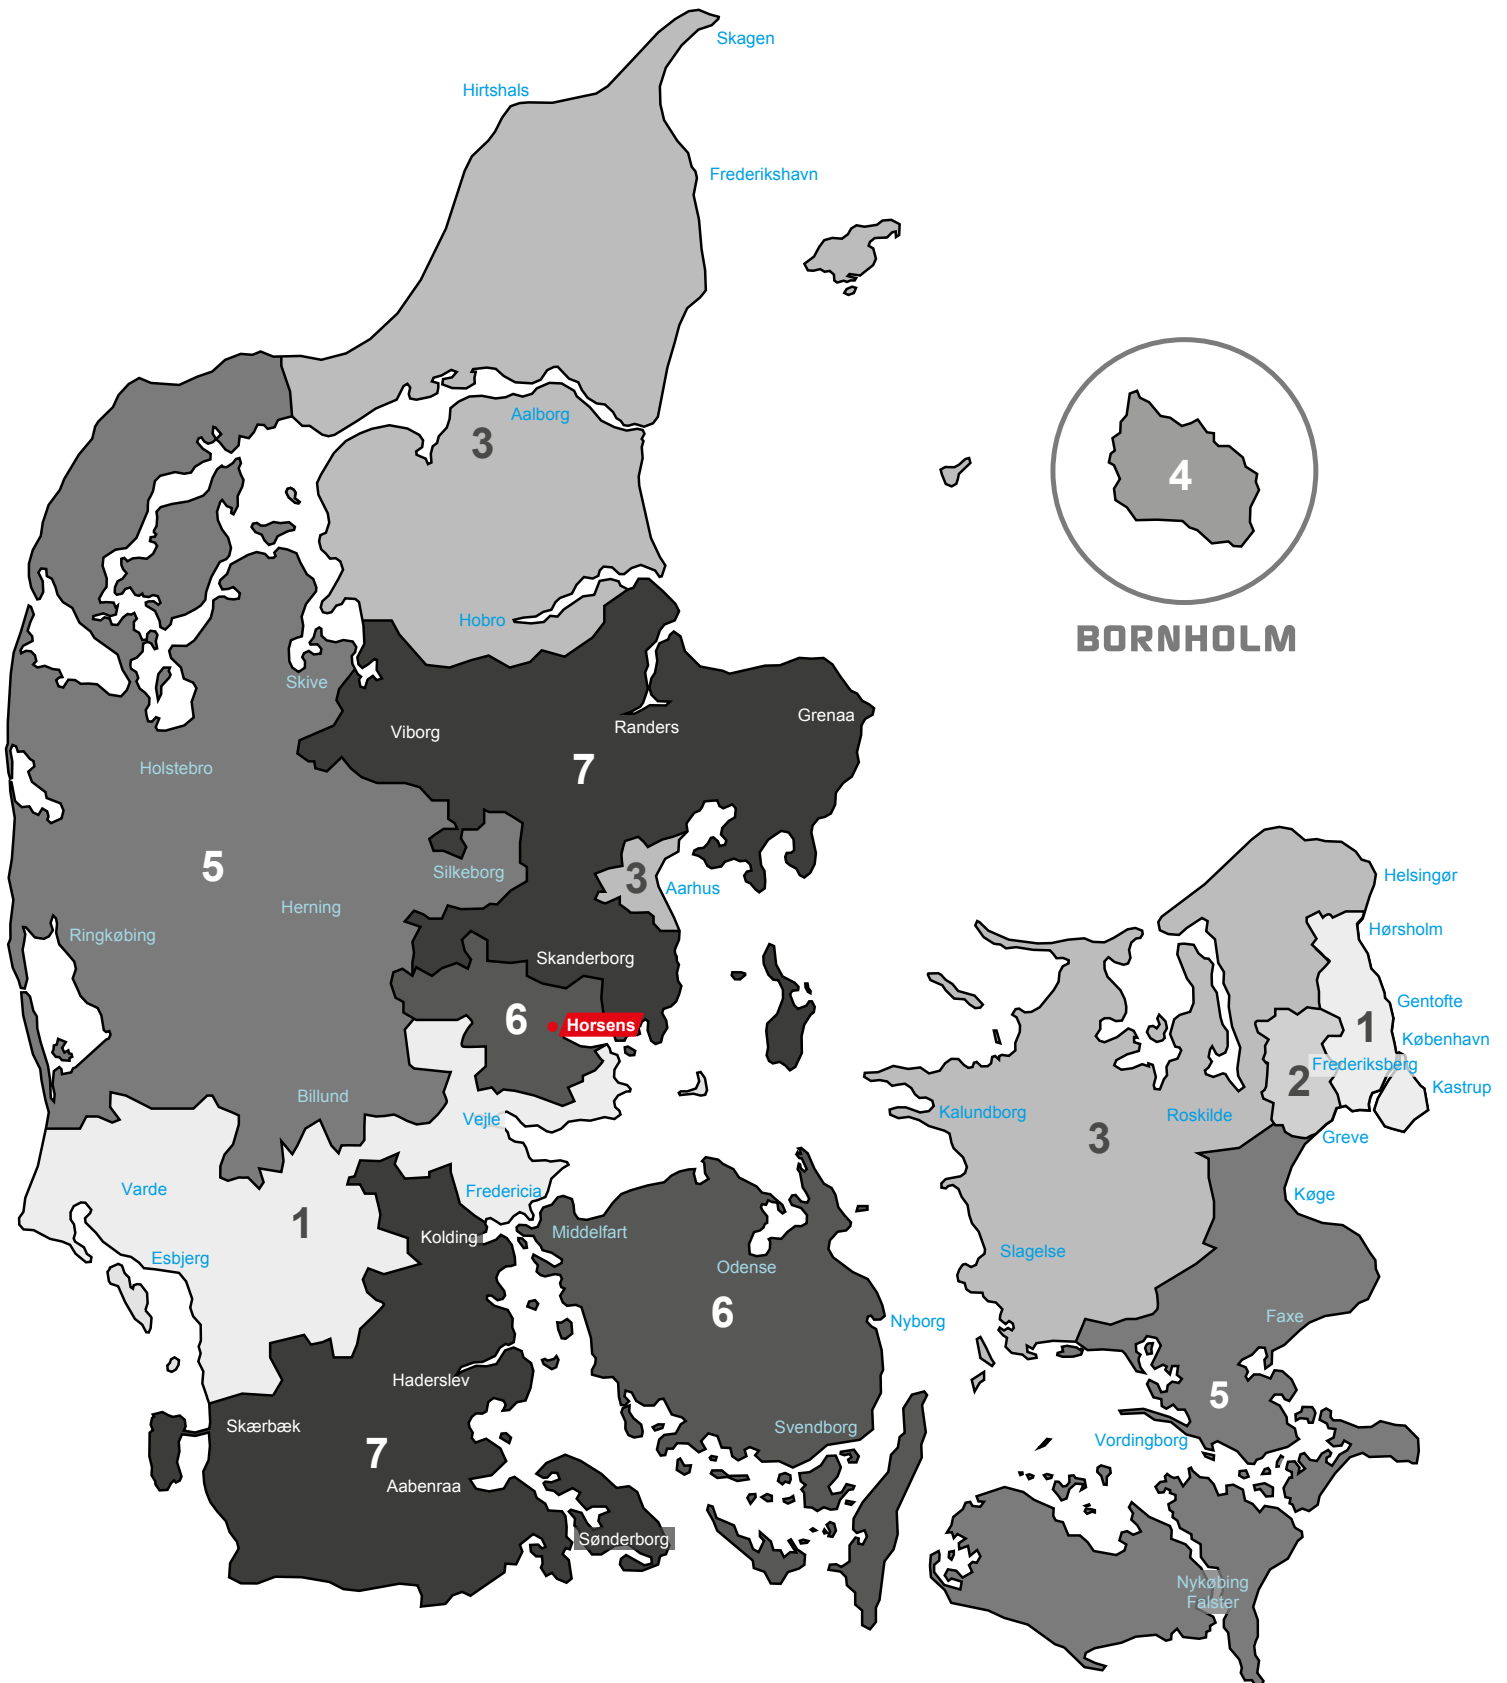 Skagen
Hirtshals
Frederikshavn
Aalborg
3
4
Hobro
BORNHOLM
Skive
Viborg
Randers
Grenaa
7
Holstebro
5
Silkeborg
3
Aarhus
Helsingør
Herning
Ringkøbing
Hørsholm
Skanderborg
Gentofte
6
Horsens
1
København
Frederiksberg
2
Kastrup
Billund
Vejle
Kalundborg
Roskilde
3
Greve
Varde
Fredericia
Køge
1
Kolding
Middelfart
Slagelse
Esbjerg
Odense
6
Nyborg
Faxe
Haderslev
5
Skærbæk
Svendborg
Vordingborg
7
Aabenraa
Sønderborg
Nykøbing
Falster